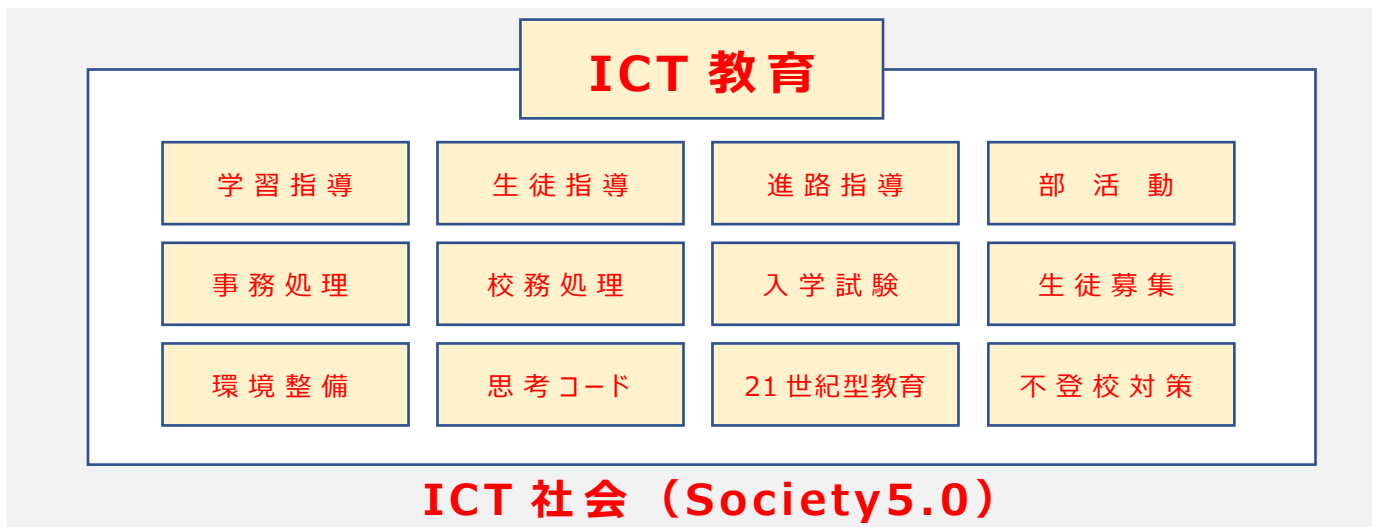 ICT 教育
学習指導
生徒指導
進路指導
部 活 動
事務処理
校務処理
入学試験
生徒募集
環境整備
思考コード
21 世紀型教育
不登校対策
ICT 社会（Society5.0）